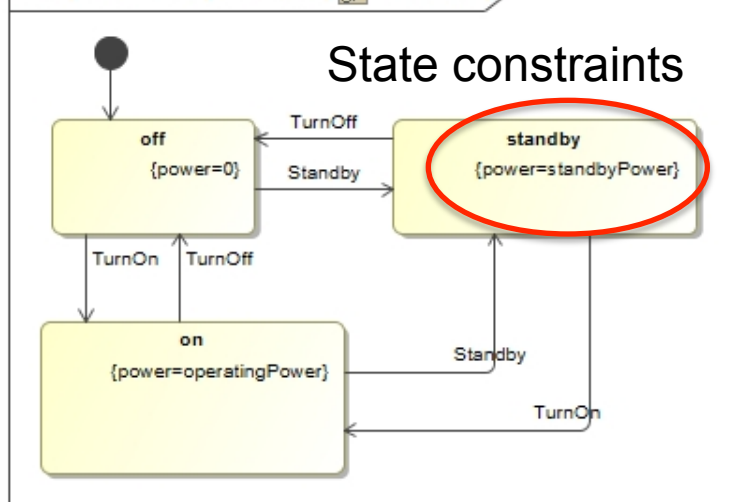 State constraints
TurnOff
off
standby
{power=0}
{power=standbyPower}
Standby
TurnOn
TurnOff
on
{power=operatingPower}
Standby
TurnOn